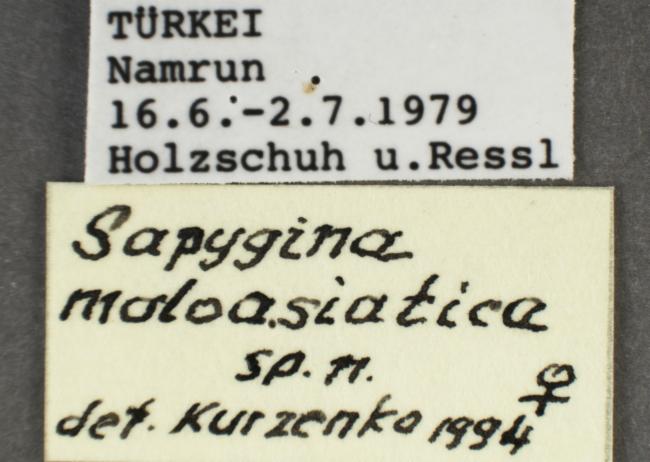 TÜRKEI
Namrun
16.6.-2.7.1979
Holzschuh u.Ressl
Sapygina
moloasiatica
sp. n. ♀
det. Kurzenko 1994